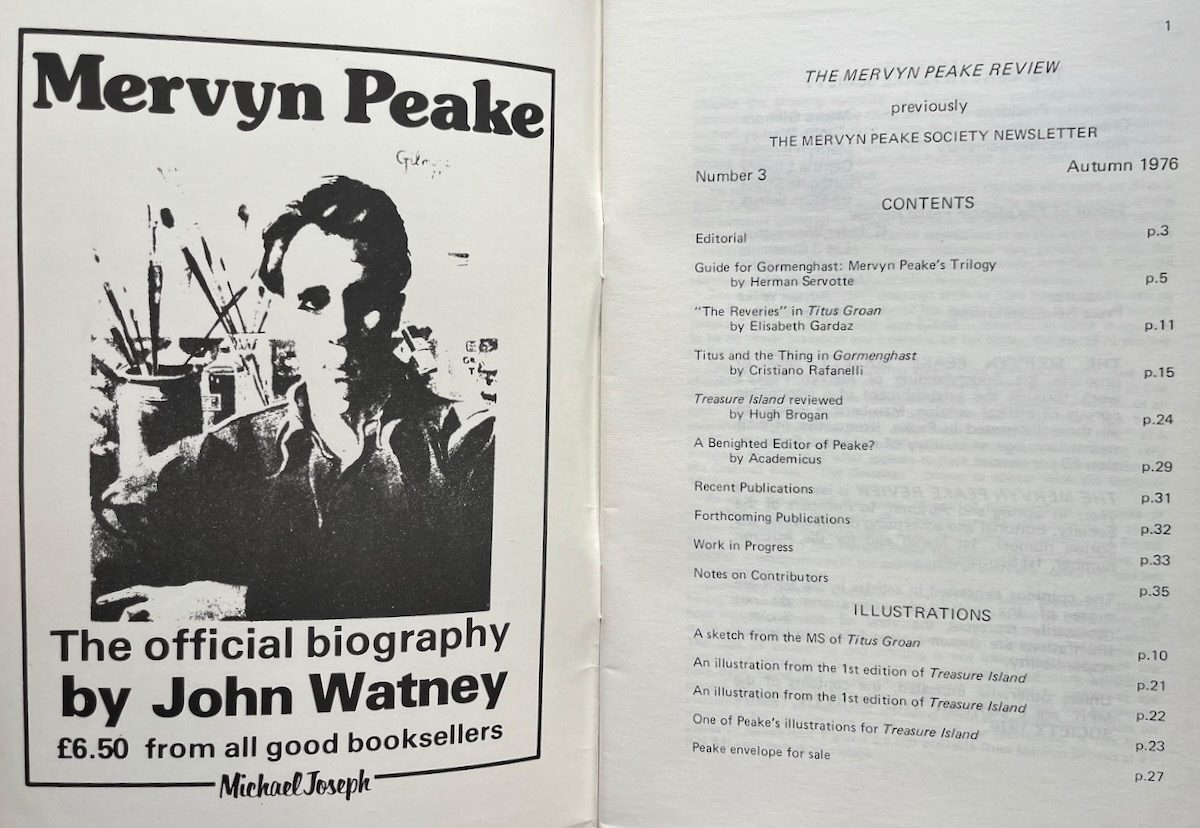 Mervyn Peake
The official biography
by John Watney
£6.50 from all good booksellers
Michael Joseph
1
THE MERVYN PEAKE REVIEW
previously
THE MERVYN PEAKE SOCIETY NEWSLETTER
Number 3 Autumn 1976
CONTENTS
Editorial p.3
Guide for Gormenghast: Mervyn Peake's Trilogy
by Herman Servotte p.5
"The Reveries" in Titus Groan
by Elisabeth Gardaz p.11
Titus and the Thing in Gormenghast
by Cristiano Rafanelli p.15
Treasure Island reviewed
by Hugh Brogan p.24
A Benighted Editor of Peake?
by Academicus p.29
Recent Publications p.31
Forthcoming Publications p.32
Work in Progress p.33
Notes on Contributors p.35
ILLUSTRATIONS
A sketch from the MS of Titus Groan p.10
An illustration from the 1st edition of Treasure Island p.21
An illustration from the 1st edition of Treasure Island p.22
One of Peake's illustrations for Treasure Island p.23
Peake envelope for sale p.27